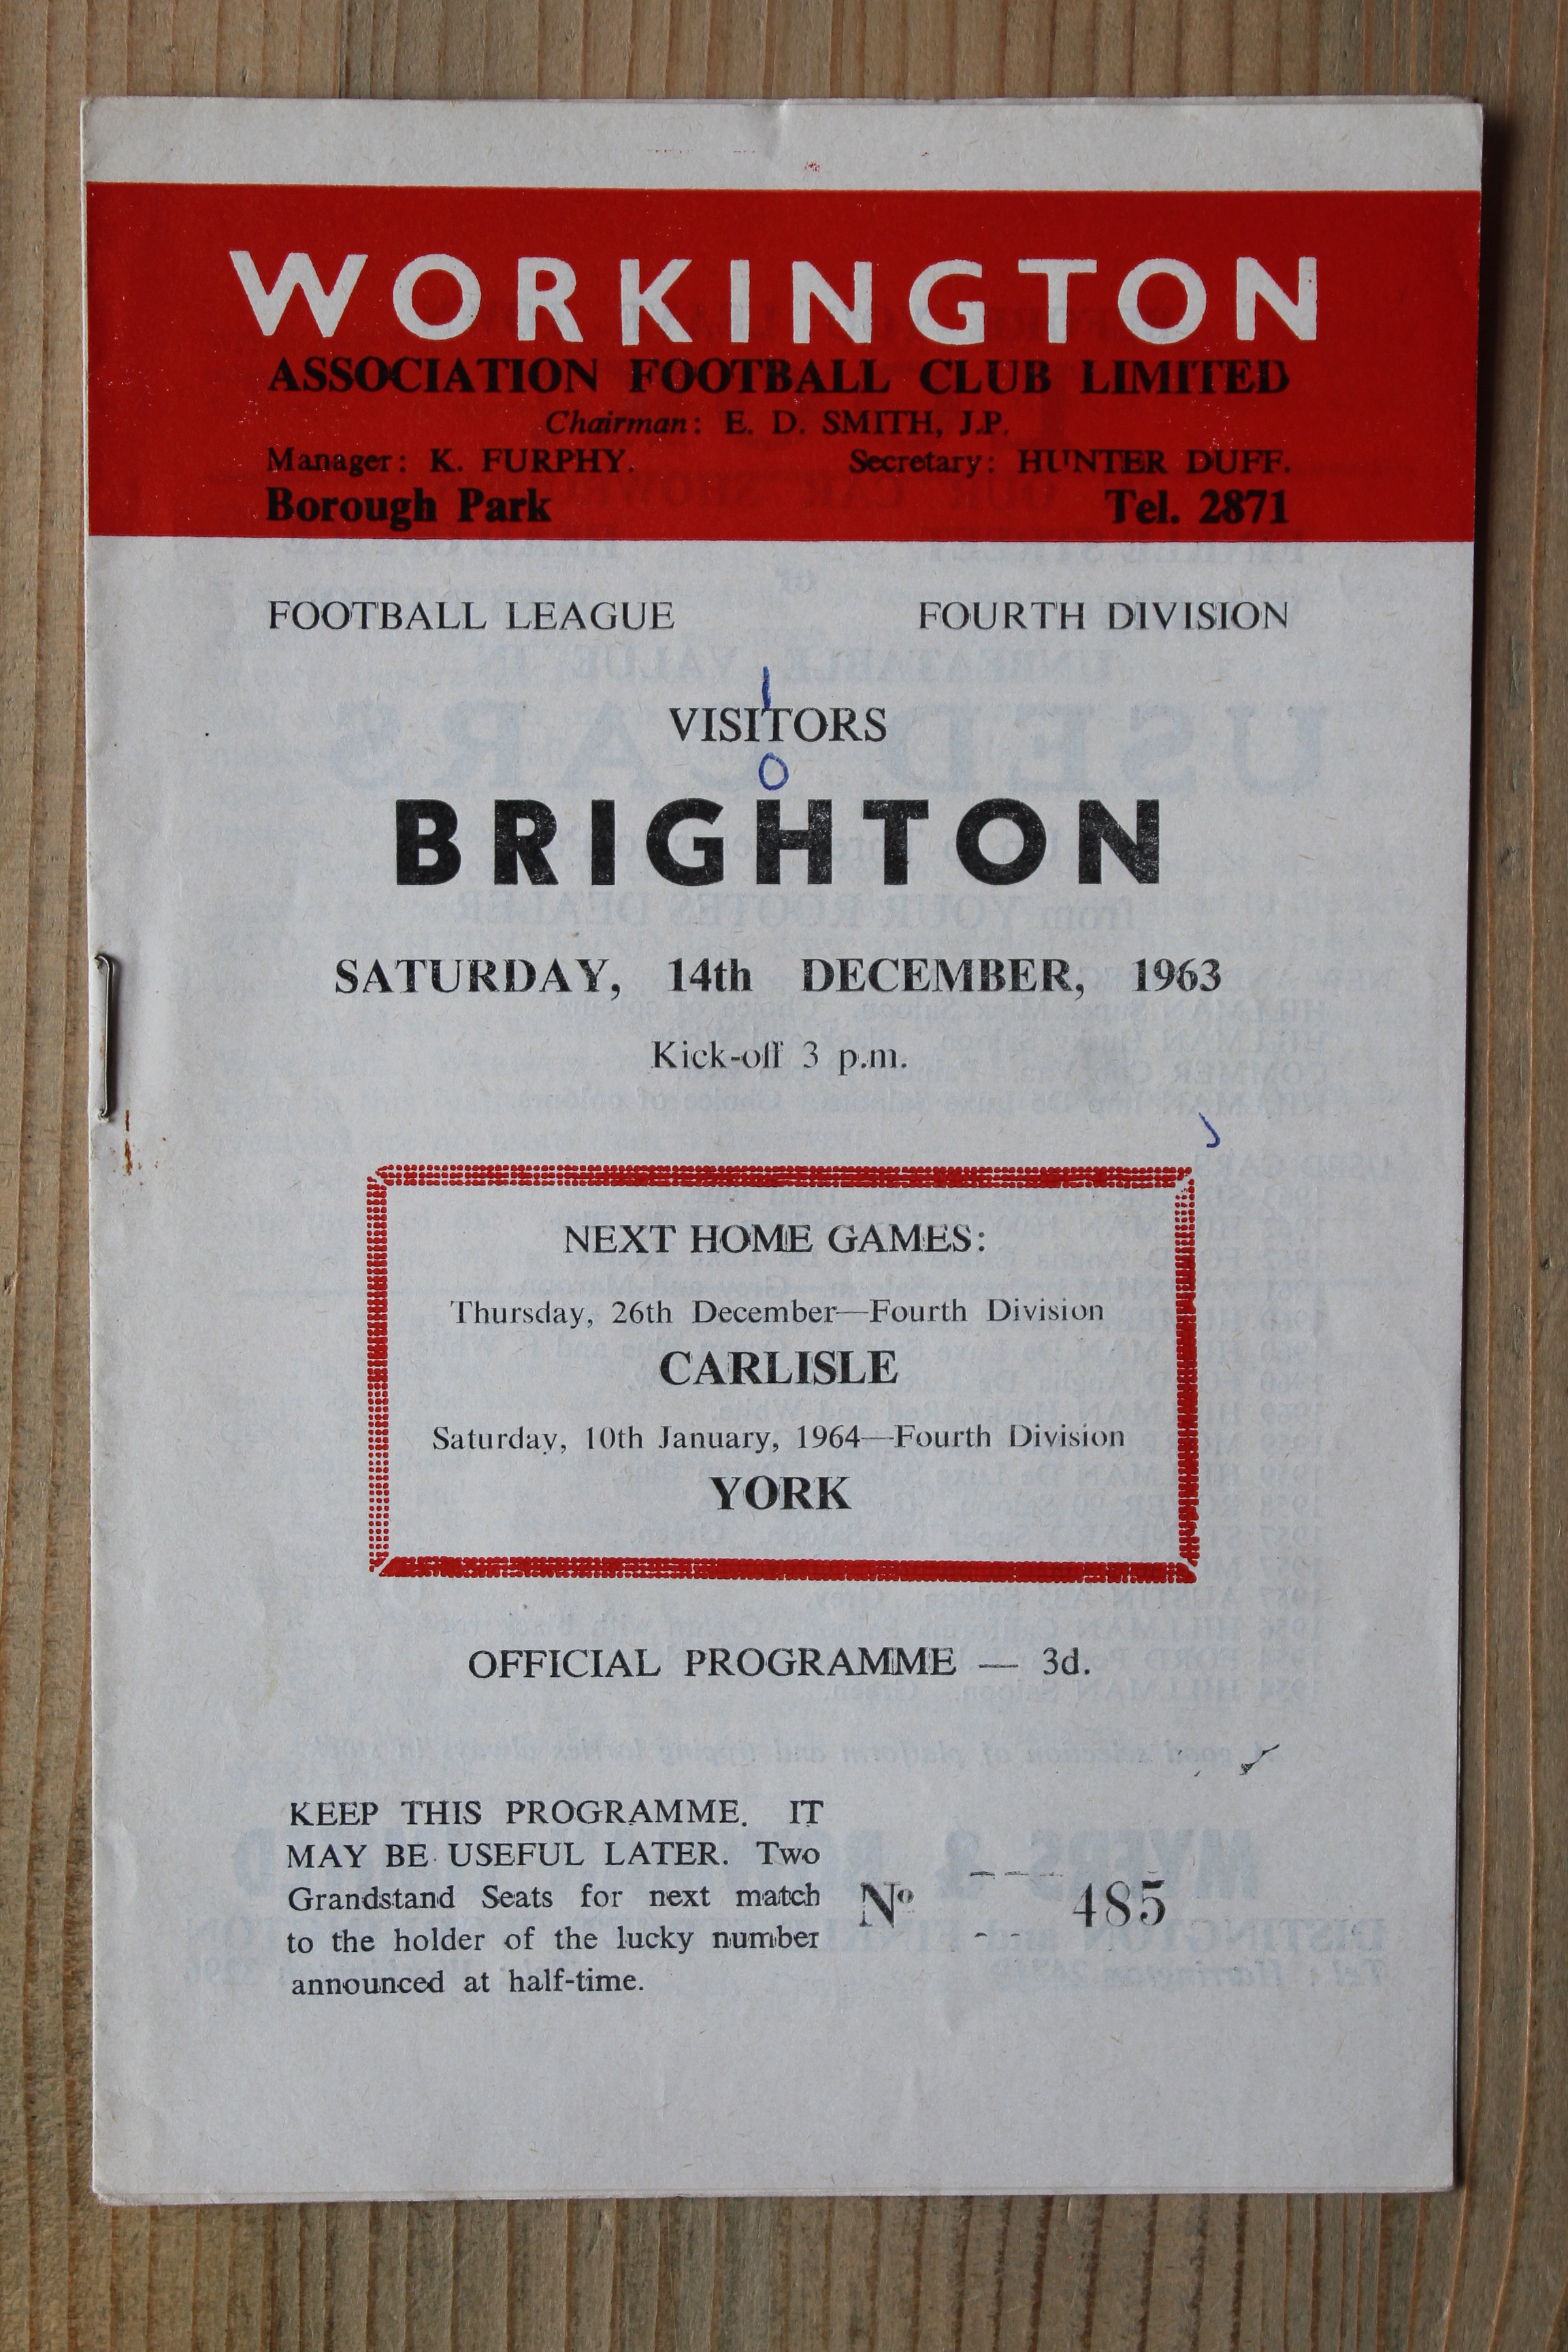 WORKINGTON
ASSOCIATION FOOTBALL CLUB LIMITED
Chairman: E. D. SMITH, J.P.
Manager: K. FURPHY. Secretary: HUNTER DUFF.
Borough Park Tel. 2871
FOOTBALL LEAGUE FOURTH DIVISION
1
VISITORS
0
BRIGHTON
SATURDAY, 14th DECEMBER, 1963
Kick-off 3 p.m.
NEXT HOME GAMES:
Thursday, 26th December—Fourth Division
CARLISLE
Saturday, 10th January, 1964—Fourth Division
YORK
OFFICIAL PROGRAMME — 3d.
KEEP THIS PROGRAMME. IT
MAY BE USEFUL LATER. Two
Grandstand Seats for next match
to the holder of the lucky number
announced at half-time.
Nº 485